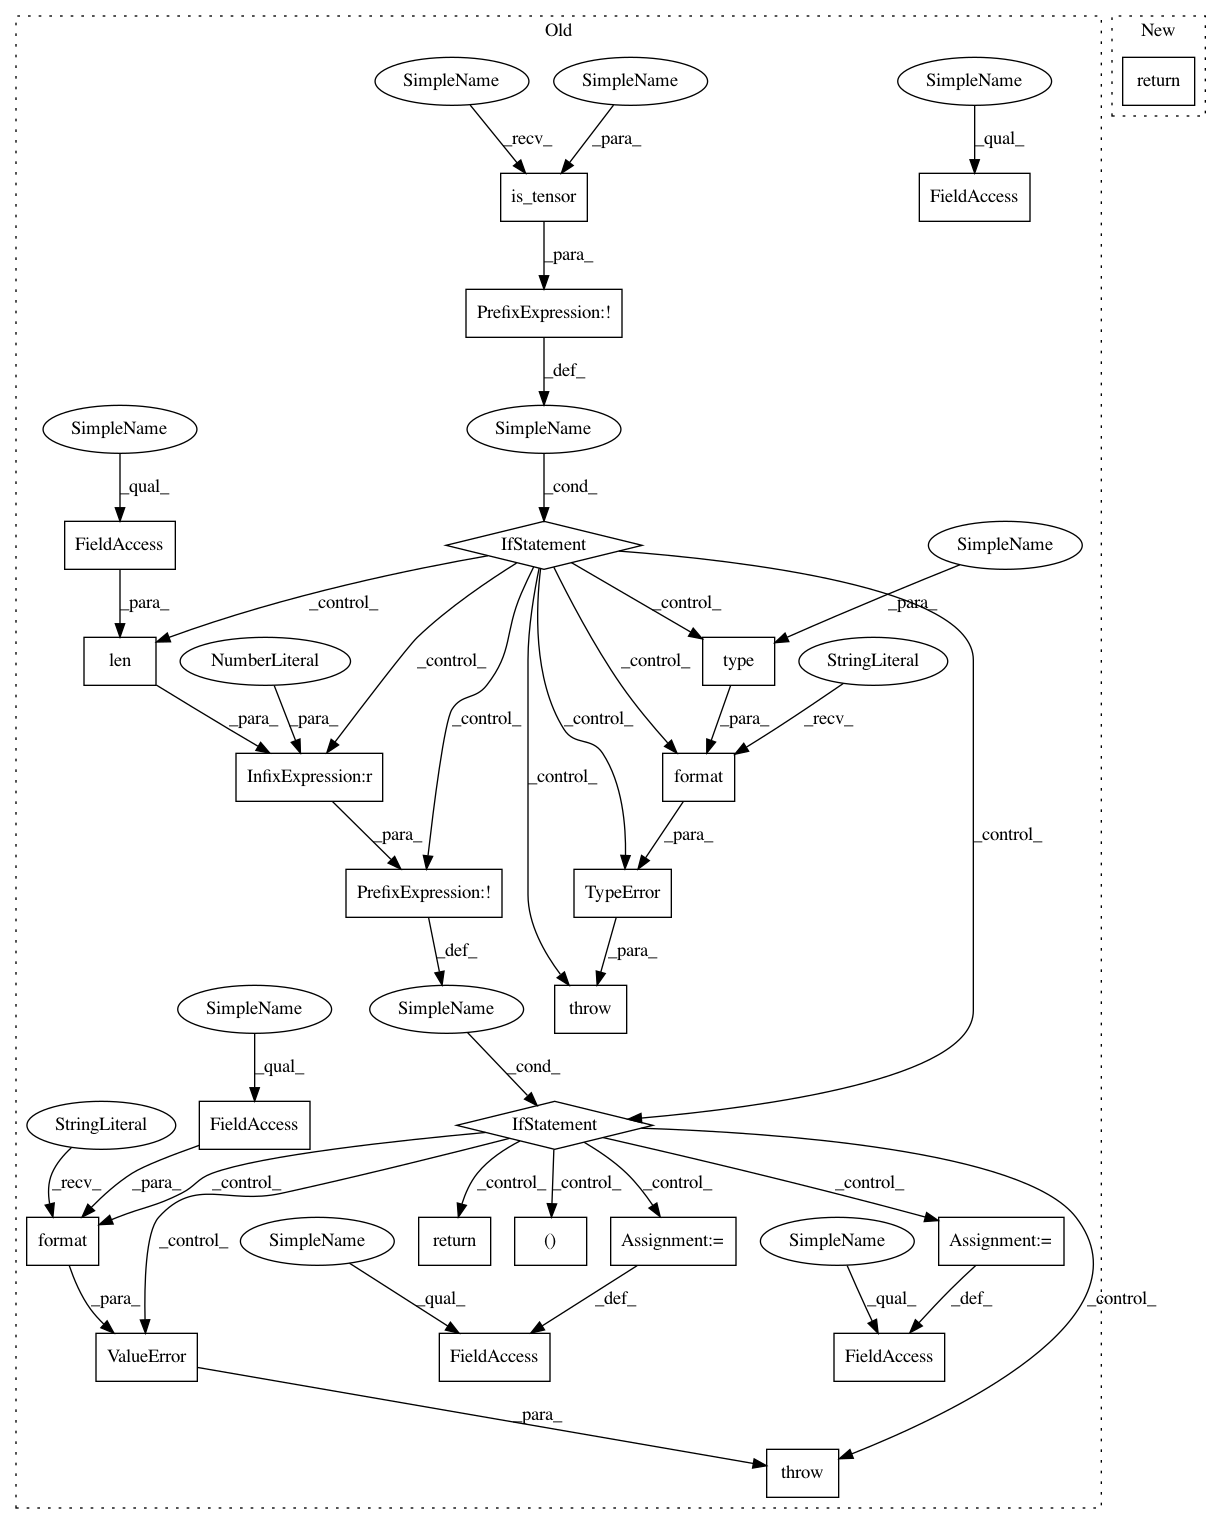 Old
New
SimpleName
SimpleName
SimpleName
return
_recv_
_para_
_qual_
is_tensor
FieldAccess
_para_
PrefixExpression:!
_def_
SimpleName
SimpleName
_qual_
_cond_
FieldAccess
IfStatement
SimpleName
_para_
_control_
_control_
_para_
len
NumberLiteral
_control_
_control_
type
StringLiteral
_para_
_para_
_control_
_control_
_para_
_recv_
InfixExpression:r
_control_
format
_para_
_para_
_control_
PrefixExpression:!
TypeError
_def_
_para_
SimpleName
SimpleName
throw
_qual_
_cond_
StringLiteral
FieldAccess
IfStatement
_recv_
_para_
_control_
_control_
_control_
_control_
_control_
format
_control_
SimpleName
return
()
Assignment:=
SimpleName
Assignment:=
_para_
_qual_
_def_
_qual_
_def_
_control_
ValueError
FieldAccess
FieldAccess
_para_
throw